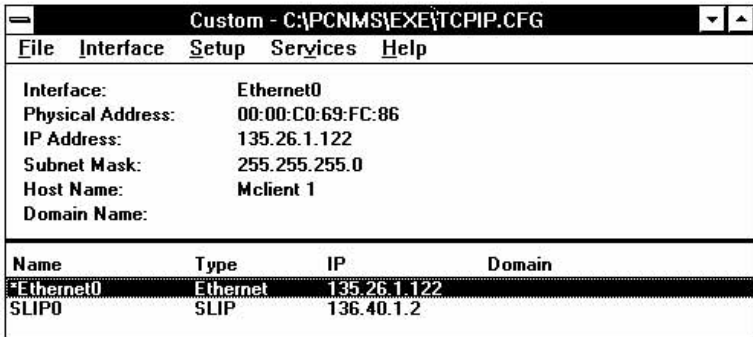 Custom - C:\PCNMS\EXE\TCPIP.CFG
File Interface Setup Services Help
Interface: Ethernet0
Physical Address: 00:00:C0:69:FC:86
IP Address: 135.26.1.122
Subnet Mask: 255.255.255.0
Host Name: Mclient 1
Domain Name:
Name Type IP Domain
*Ethernet0 Ethernet 135.26.1.122
SLIP0 SLIP 136.40.1.2